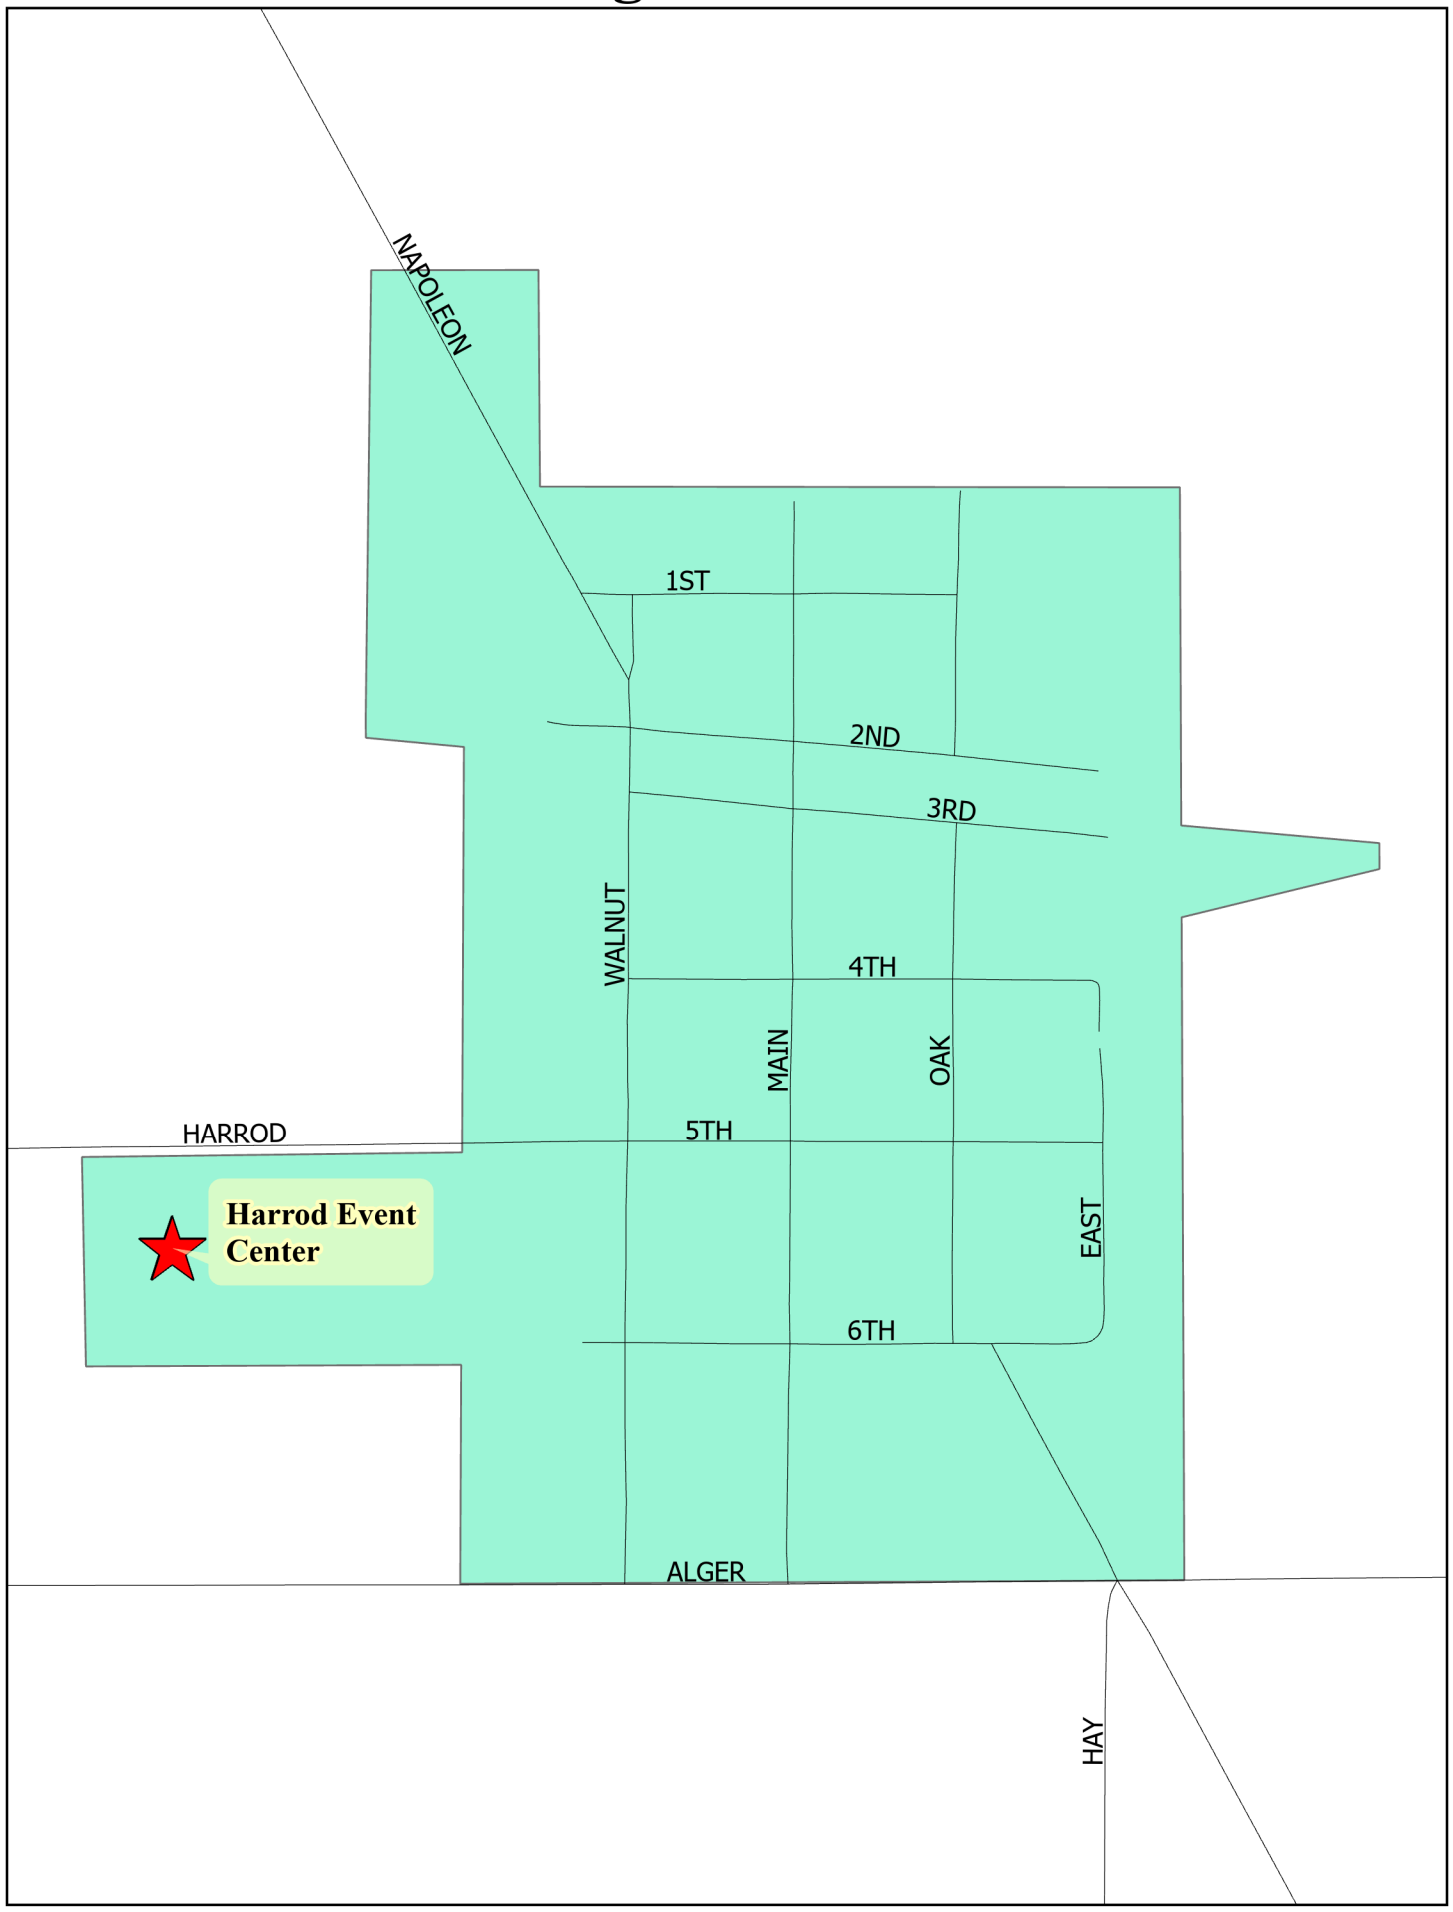 NAPOLEON
1ST
2ND
3RD
WALNUT
4TH
MAIN
OAK
HARROD
5TH
Harrod Event
Center
EAST
6TH
ALGER
HAY